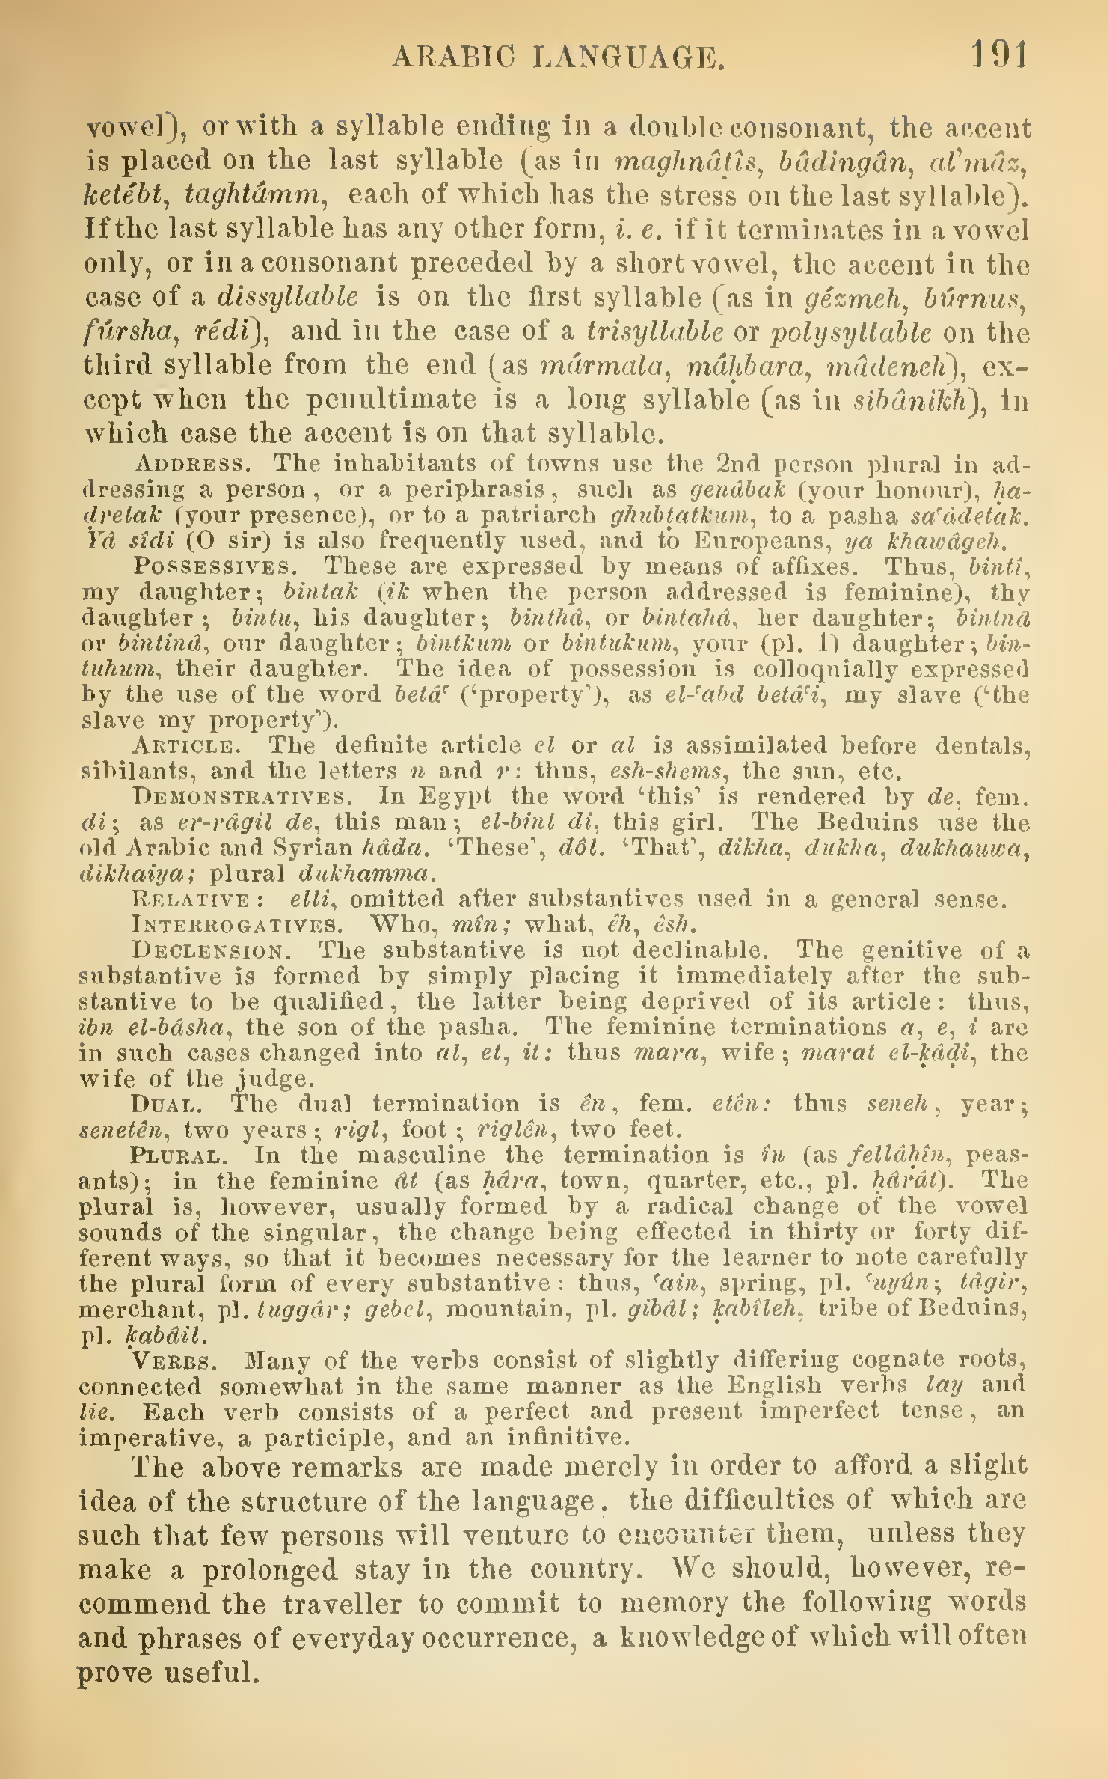 ARABIC LANGUAGE. 191
vowel), or with a syllable ending in a double consonant, the accent
is placed on the last syllable (as in maghnâṭîs, bâdingân, al'mâz,
ketébt, taghtámm, each of which has the stress on the last syllable).
If the last syllable has any other form, i. e. if it terminates in a vowel
only, or in a consonant preceded by a short vowel, the accent in the
case of a dissyllable is on the first syllable (as in gézmeh, búrnus,
fúrsha, rédi), and in the case of a trisyllable or polysyllable on the
third syllable from the end (as mármala, máḥbara, mâdeneh), ex-
cept when the penultimate is a long syllable (as in sibânikh), in
which case the accent is on that syllable.
ADDRESS. The inhabitants of towns use the 2nd person plural in ad-
dressing a person, or a periphrasis, such as genâbak (your honour), ḥa-
ḍretak (your presence), or to a patriarch ghubṭatkum, to a pasha sa'âdetak.
Yâ sîdi (O sir) is also frequently used, and to Europeans, ya khawâgeh.
POSSESSIVES. These are expressed by means of affixes. Thus, bintî,
my daughter; bintak (ik when the person addressed is feminine), thy
daughter; bintu, his daughter; binthâ, or bintahâ, her daughter; bintnâ
or bintinâ, our daughter; bintkum or bintukum, your (pl. 1) daughter; bin-
tuhum, their daughter. The idea of possession is colloquially expressed
by the use of the word betâ' ('property'), as el-'abd betâ'i, my slave ('the
slave my property').
ARTICLE. The definite article el or al is assimilated before dentals,
sibilants, and the letters n and r: thus, esh-shems, the sun, etc.
DEMONSTRATIVES. In Egypt the word 'this' is rendered by de, fem.
di; as er-râgil de, this man; el-bint di, this girl. The Beduins use the
old Arabic and Syrian hâda. 'These', dôl. 'That', dikha, dukha, dukhauwa,
dikhaiya; plural dukhamma.
RELATIVE: elli, omitted after substantives used in a general sense.
INTERROGATIVES. Who, mîn; what, êh, êsh.
DECLENSION. The substantive is not declinable. The genitive of a
substantive is formed by simply placing it immediately after the sub-
stantive to be qualified, the latter being deprived of its article: thus,
ibn el-bâsha, the son of the pasha. The feminine terminations a, e, i are
in such cases changed into at, et, it: thus mara, wife; marat el-ḳâḍi, the
wife of the judge.
DUAL. The dual termination is ên, fem. etên: thus seneh, year;
senetên, two years; rigl, foot; riglên, two feet.
PLURAL. In the masculine the termination is în (as fellâḥîn, peas-
ants); in the feminine ât (as ḥâra, town, quarter, etc., pl. ḥârât). The
plural is, however, usually formed by a radical change of the vowel
sounds of the singular, the change being effected in thirty or forty dif-
ferent ways, so that it becomes necessary for the learner to note carefully
the plural form of every substantive: thus, 'ain, spring, pl. 'uyûn; tâgir,
merchant, pl. tuggâr; gebel, mountain, pl. gibâl; ḳabîleh, tribe of Beduins,
pl. ḳabâil.
VERBS. Many of the verbs consist of slightly differing cognate roots,
connected somewhat in the same manner as the English verbs lay and
lie. Each verb consists of a perfect and present imperfect tense, an
imperative, a participle, and an infinitive.
The above remarks are made merely in order to afford a slight
idea of the structure of the language. the difficulties of which are
such that few persons will venture to encounter them, unless they
make a prolonged stay in the country. We should, however, re-
commend the traveller to commit to memory the following words
and phrases of everyday occurrence, a knowledge of which will often
prove useful.